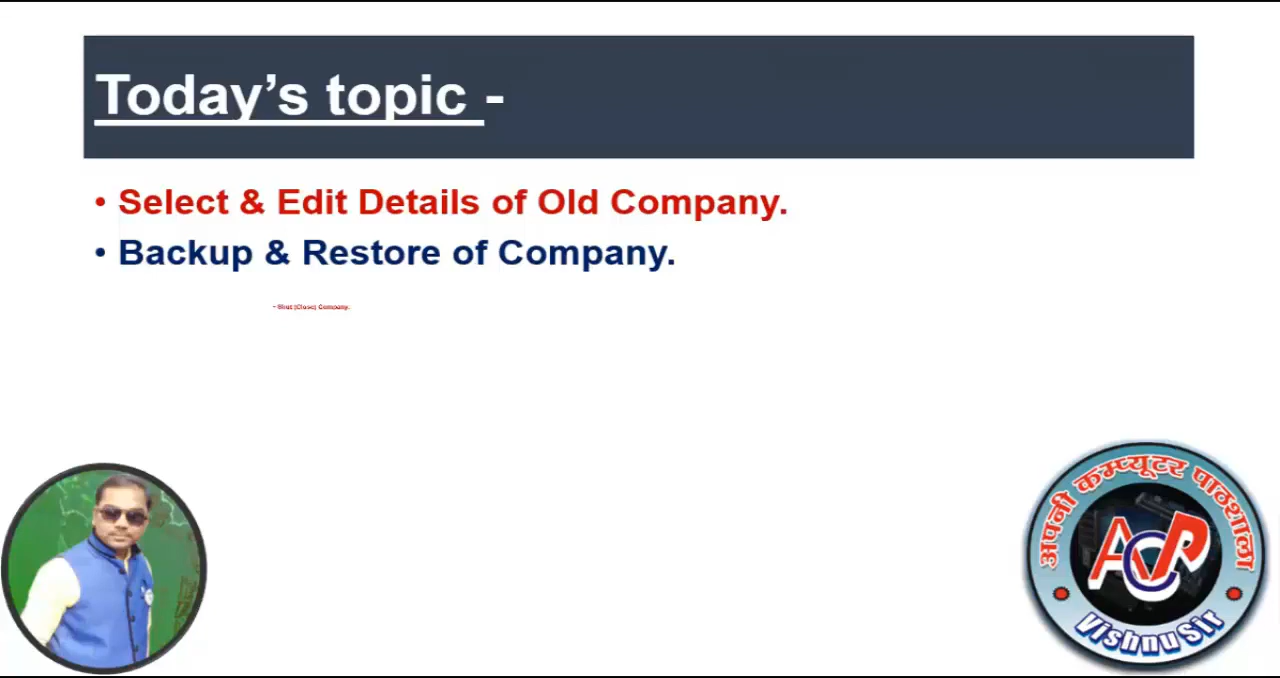 Today’s topic -
• Select & Edit Details of Old Company.
• Backup & Restore of Company.
• Shut (Close) Company.
अपनी कम्प्यूटर पाठशाला
ACP
Vishnu Sir